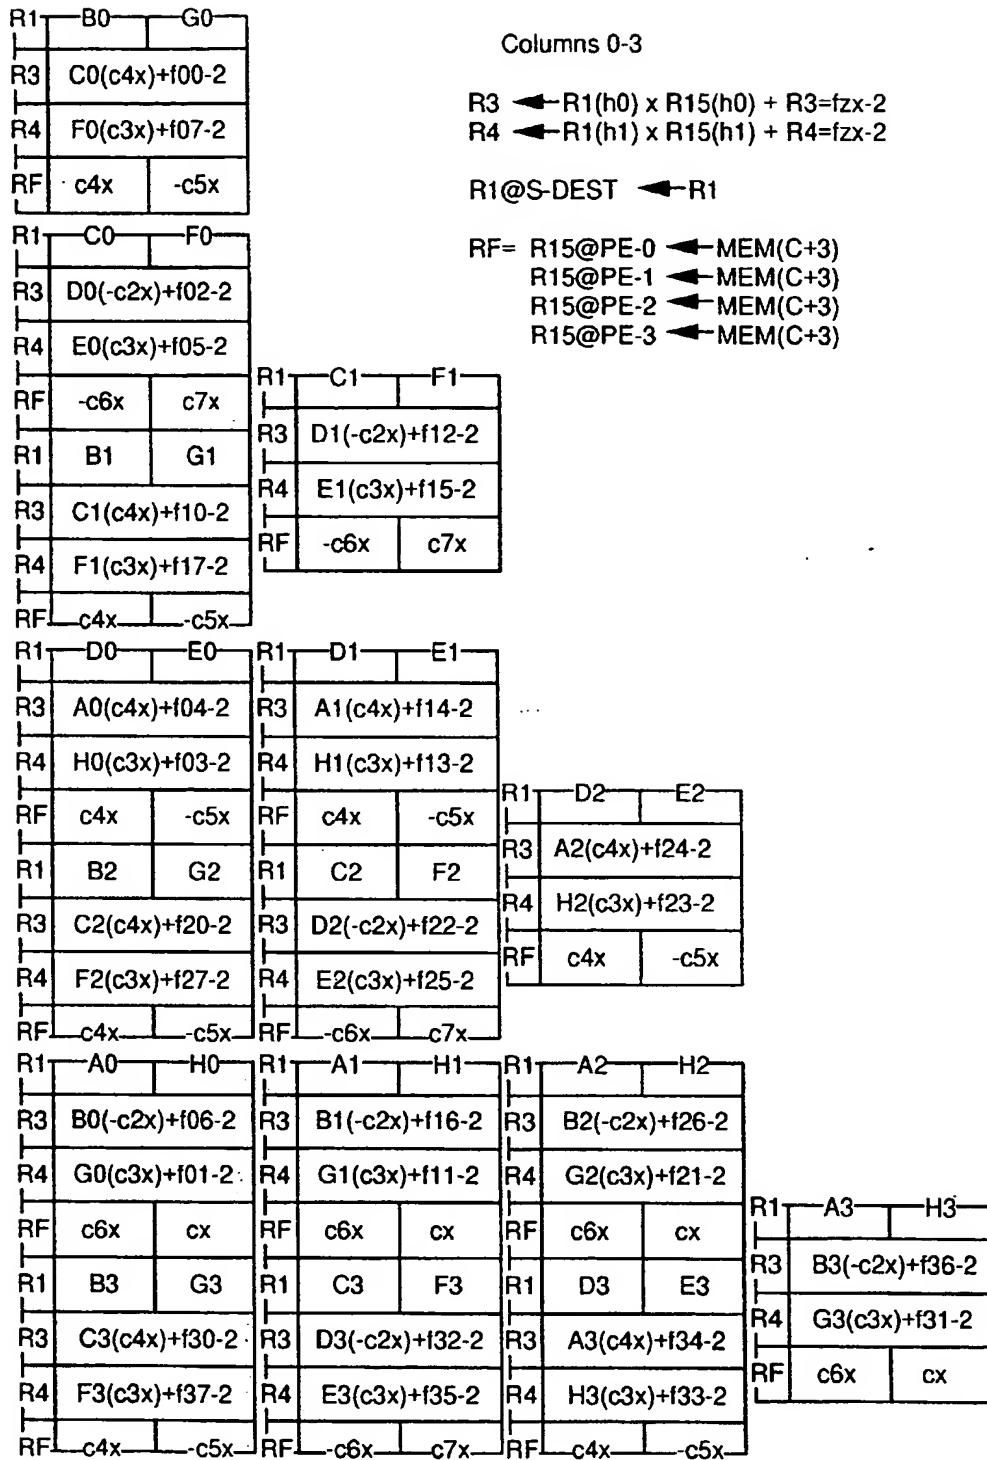 R1 B0 G0
R3 C0(c4x)+f00-2
R4 F0(c3x)+f07-2
RF c4x -c5x
Columns 0-3
R3 ← R1(h0) x R15(h0) + R3=fzx-2
R4 ← R1(h1) x R15(h1) + R4=fzx-2
R1@S-DEST ← R1
RF= R15@PE-0 ← MEM(C+3)
R15@PE-1 ← MEM(C+3)
R15@PE-2 ← MEM(C+3)
R15@PE-3 ← MEM(C+3)
R1 C0 F0
R3 D0(-c2x)+f02-2
R4 E0(c3x)+f05-2
RF -c6x c7x
R1 B1 G1
R3 C1(c4x)+f10-2
R4 F1(c3x)+f17-2
RF c4x -c5x
R1 C1 F1
R3 D1(-c2x)+f12-2
R4 E1(c3x)+f15-2
RF -c6x c7x
R1 D0 E0
R3 A0(c4x)+f04-2
R4 H0(c3x)+f03-2
RF c4x -c5x
R1 B2 G2
R3 C2(c4x)+f20-2
R4 F2(c3x)+f27-2
RF c4x -c5x
R1 D1 E1
R3 A1(c4x)+f14-2
R4 H1(c3x)+f13-2
RF c4x -c5x
R1 C2 F2
R3 D2(-c2x)+f22-2
R4 E2(c3x)+f25-2
RF -c6x c7x
R1 D2 E2
R3 A2(c4x)+f24-2
R4 H2(c3x)+f23-2
RF c4x -c5x
R1 A0 H0
R3 B0(-c2x)+f06-2
R4 G0(c3x)+f01-2
RF c6x cx
R1 B3 G3
R3 C3(c4x)+f30-2
R4 F3(c3x)+f37-2
RF c4x -c5x
R1 A1 H1
R3 B1(-c2x)+f16-2
R4 G1(c3x)+f11-2
RF c6x cx
R1 C3 F3
R3 D3(-c2x)+f32-2
R4 E3(c3x)+f35-2
RF -c6x c7x
R1 A2 H2
R3 B2(-c2x)+f26-2
R4 G2(c3x)+f21-2
RF c6x cx
R1 D3 E3
R3 A3(c4x)+f34-2
R4 H3(c3x)+f33-2
RF c4x -c5x
R1 A3 H3
R3 B3(-c2x)+f36-2
R4 G3(c3x)+f31-2
RF c6x cx